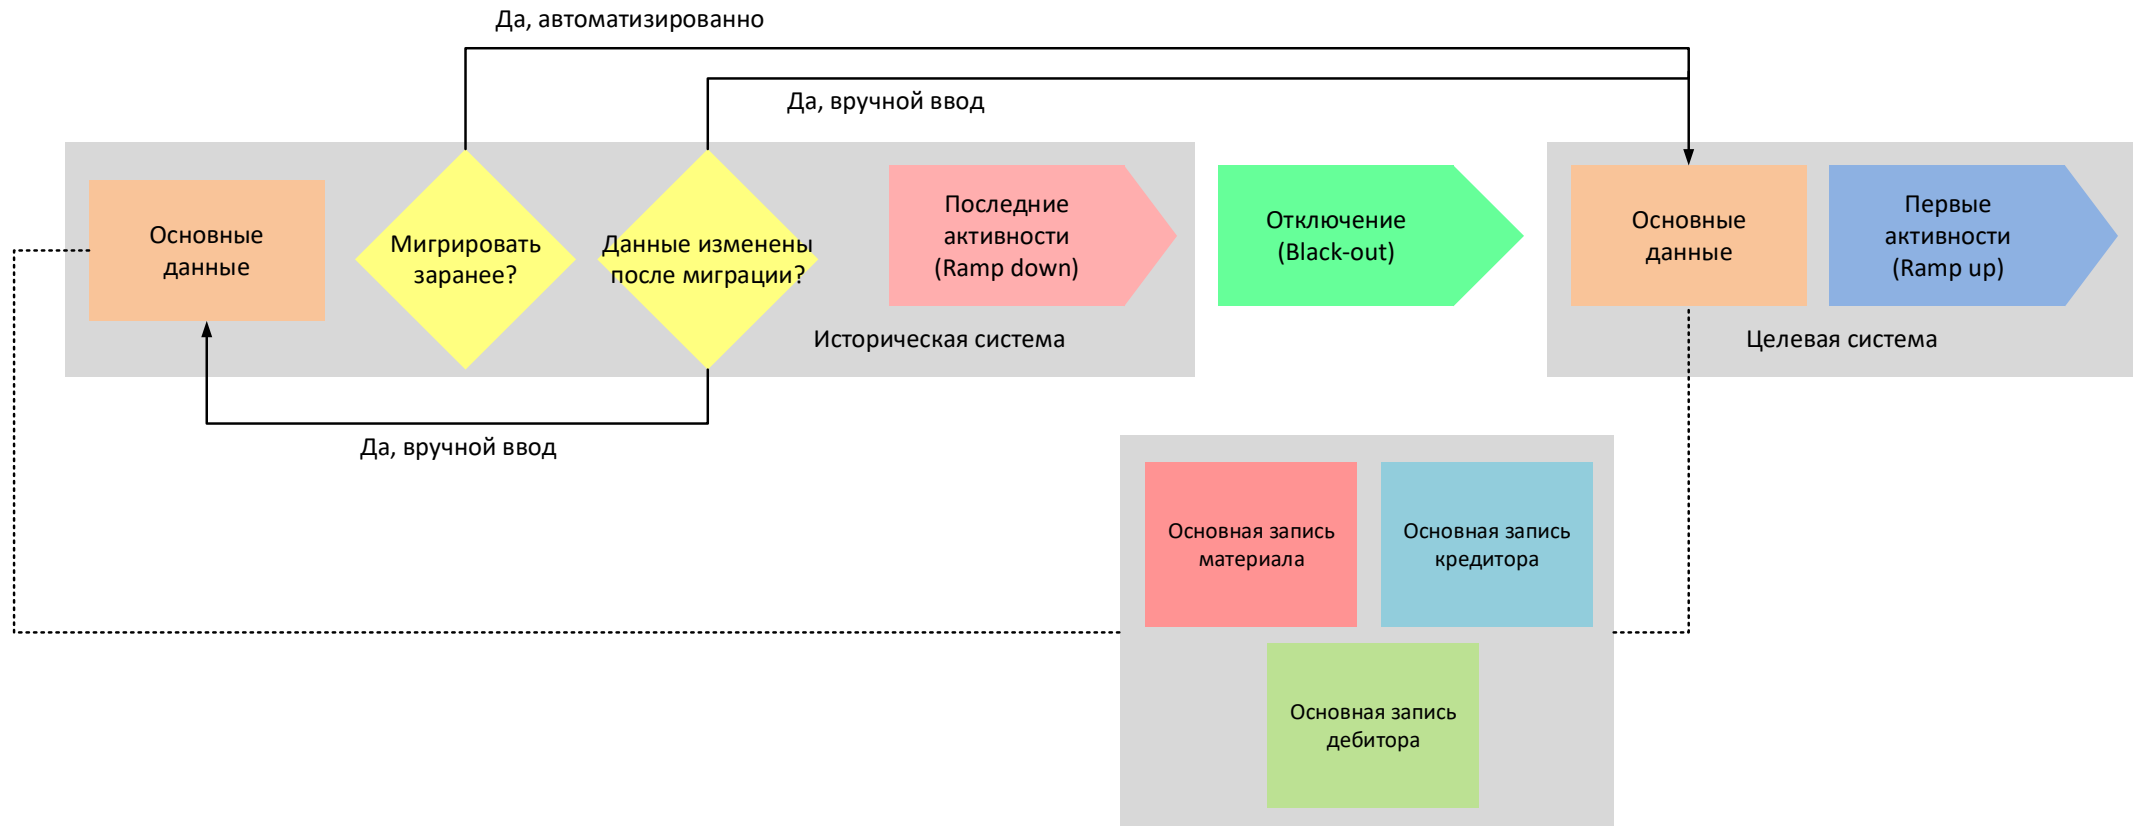 Да, автоматизированно
Да, вручной ввод
Основные
данные
Мигрировать
заранее?
Данные изменены
после миграции?
Последние
активности
(Ramp down)
Историческая система
Отключение
(Black-out)
Основные
данные
Первые
активности
(Ramp up)
Целевая система
Да, вручной ввод
Основная запись
материала
Основная запись
кредитора
Основная запись
дебитора